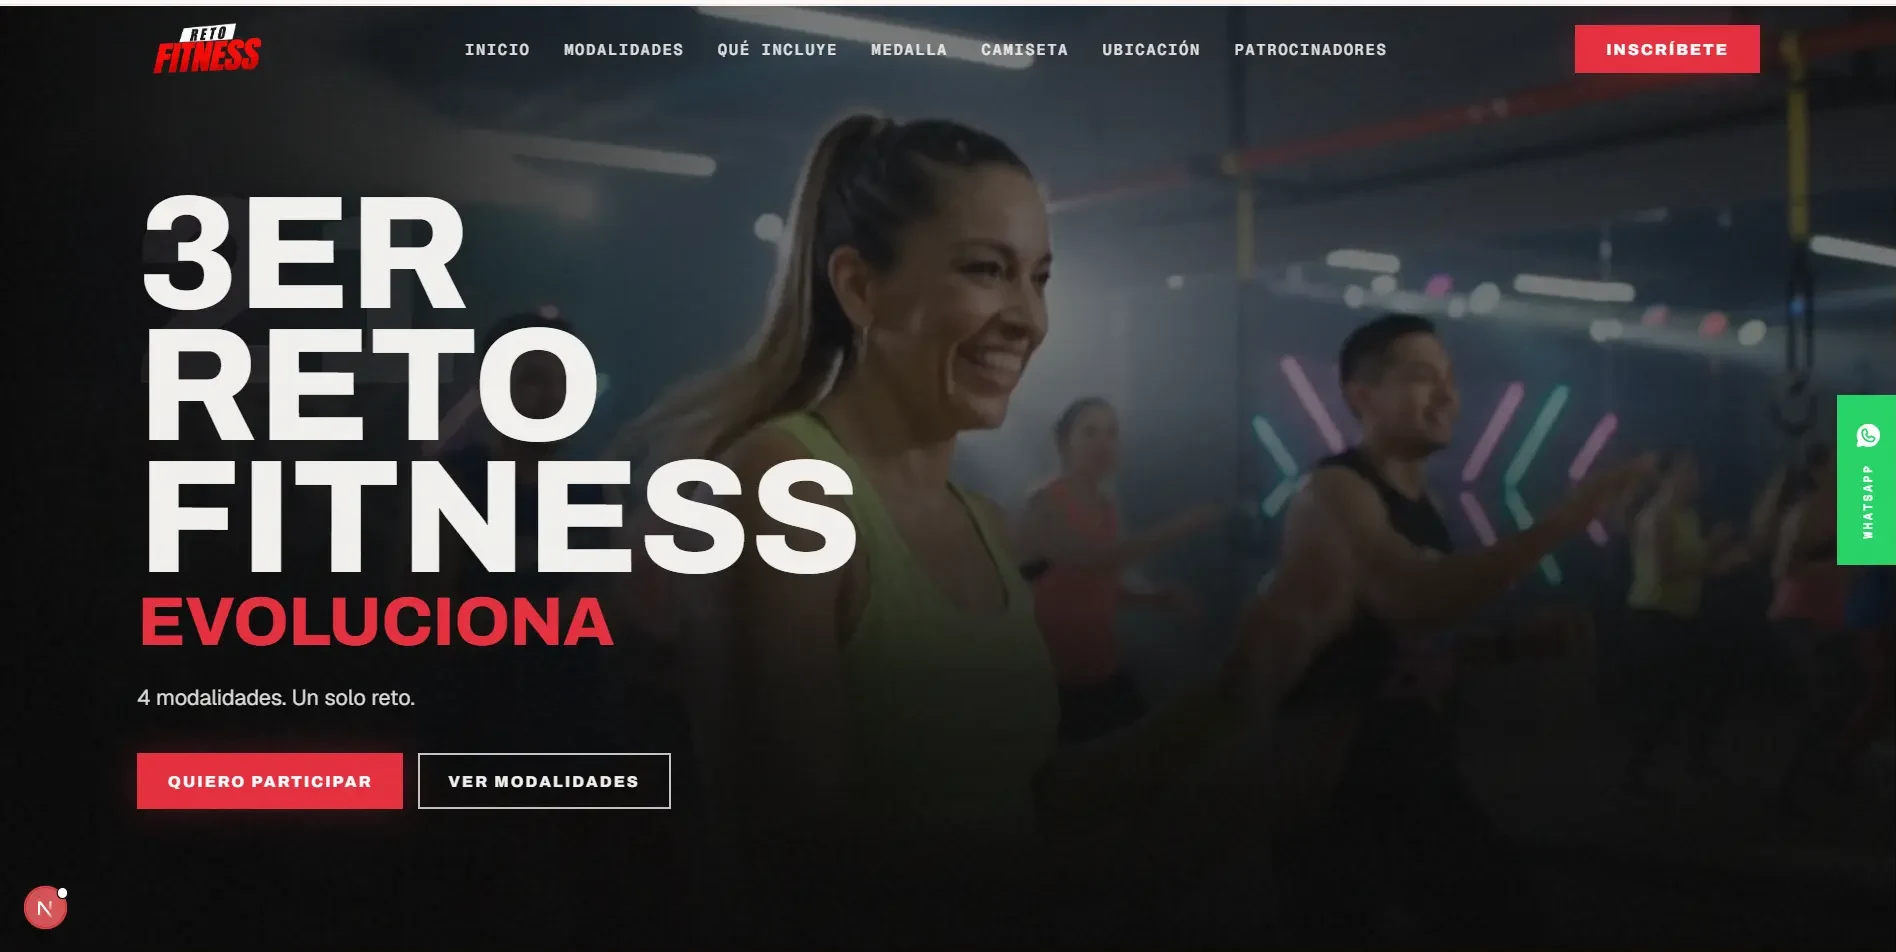 RETO
FITNESS
INICIO
MODALIDADES
QUÉ INCLUYE
MEDALLA
CAMISETA
UBICACIÓN
PATROCINADORES
INSCRÍBETE
3ER
RETO
FITNESS
EVOLUCIONA
4 modalidades. Un solo reto.
QUIERO PARTICIPAR
VER MODALIDADES
WHATSAPP
N